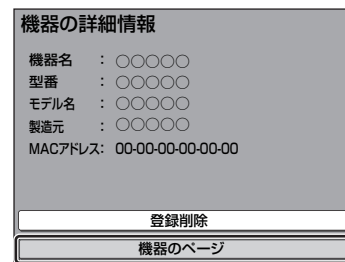 機器の詳細情報
機器名 : ○○○○○
型番 : ○○○○○
モデル名 : ○○○○○
製造元 : ○○○○○
MACアドレス: 00-00-00-00-00-00
登録削除
機器のページ